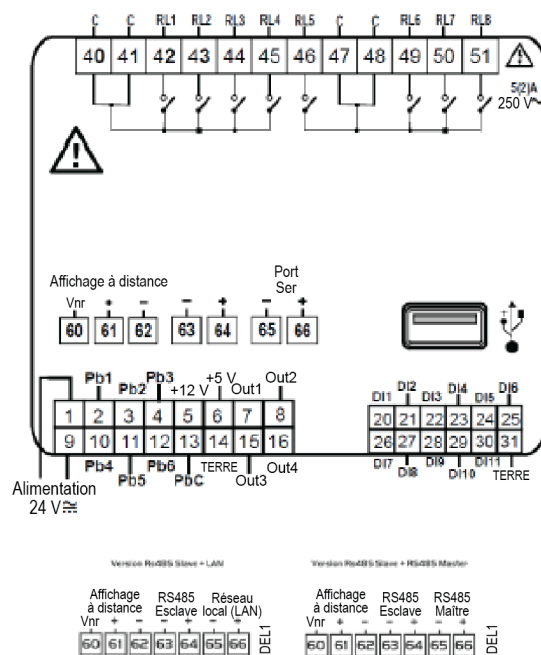 C C RL1 RL2 RL3 RL4 RL5 C C RL6 RL7 RL8
40 41 42 43 44 45 46 47 48 49 50 51
5(2)A
250 V~
Affichage à distance
Port
Ser
Vnr + - - + - +
60 61 62 63 64 65 66
Pb1 Pb2 Pb3 +12 V +5 V Out1 Out2
1 2 3 4 5 6 7 8
9 10 11 12 13 14 15 16
Pb4 Pb5 Pb6 PbC TERRE Out3 Out4
Alimentation
24 V≂
DI1 DI2 DI3 DI4 DI5 DI6
20 21 22 23 24 25
26 27 28 29 30 31
DI7 DI8 DI9 DI10 DI11 TERRE
Version Rs485 Slave + LAN
Affichage à distance
RS485 Esclave
Réseau local (LAN)
Vnr + - - + - +
60 61 62 63 64 65 66
DEL1
Version Rs485 Slave + RS485 Master
Affichage à distance
RS485 Esclave
RS485 Maître
Vnr + - - + - +
60 61 62 63 64 65 66
DEL1